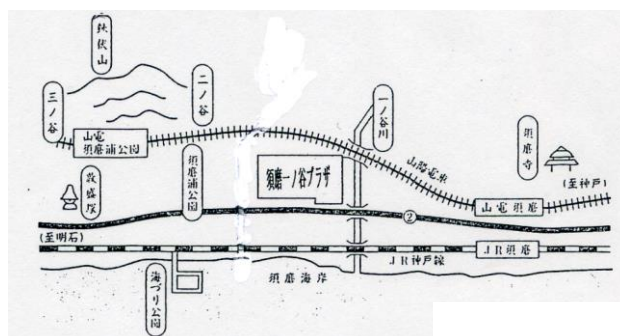 鉄伏山
三ノ谷
二ノ谷
一ノ谷川
須磨寺
山電
須磨浦公園
山陽電車
(至神戸)
敦盛塚
須磨浦公園
須磨一ノ谷プラザ
山電須磨
②
(至明石)
JR須磨
JR神戸線
海づり公園
須磨海岸